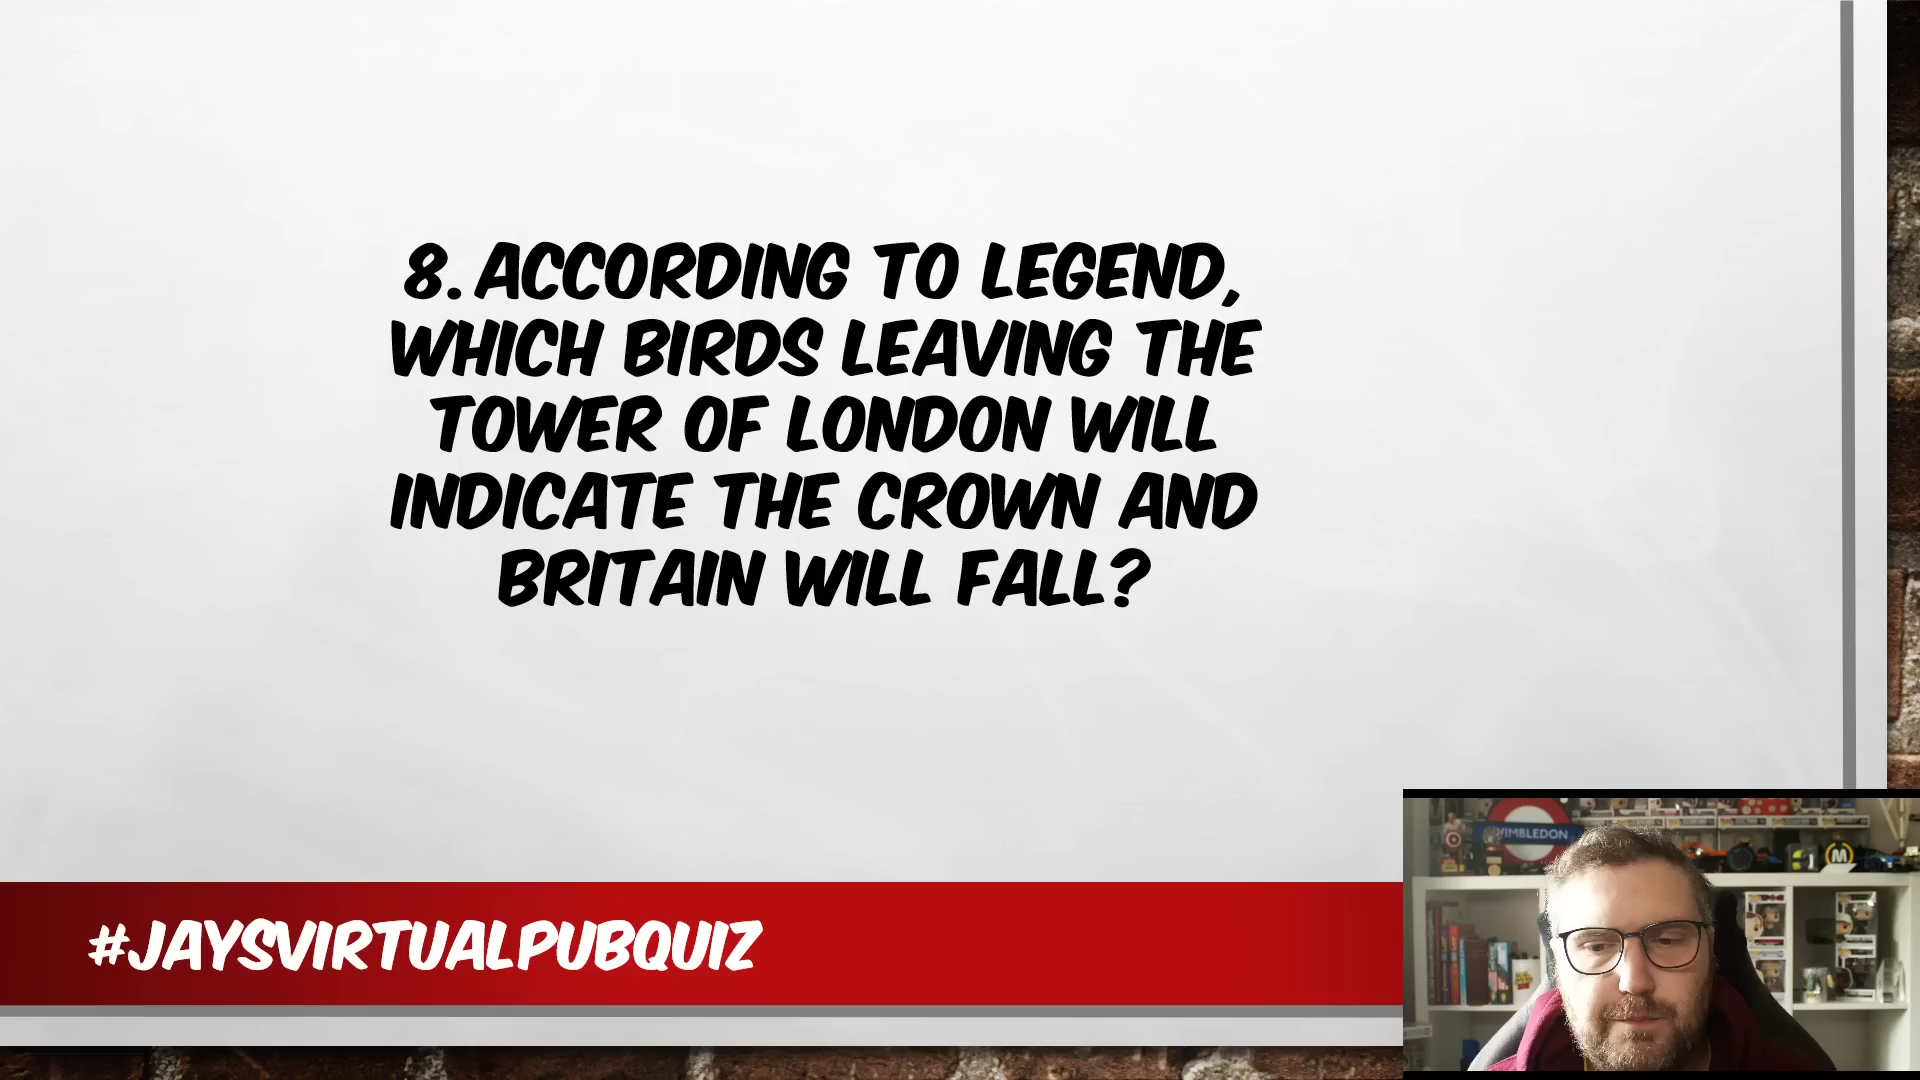 8. ACCORDING TO LEGEND,
WHICH BIRDS LEAVING THE
TOWER OF LONDON WILL
INDICATE THE CROWN AND
BRITAIN WILL FALL?
#JAYSVIRTUALPUBQUIZ
WIMBLEDON
M